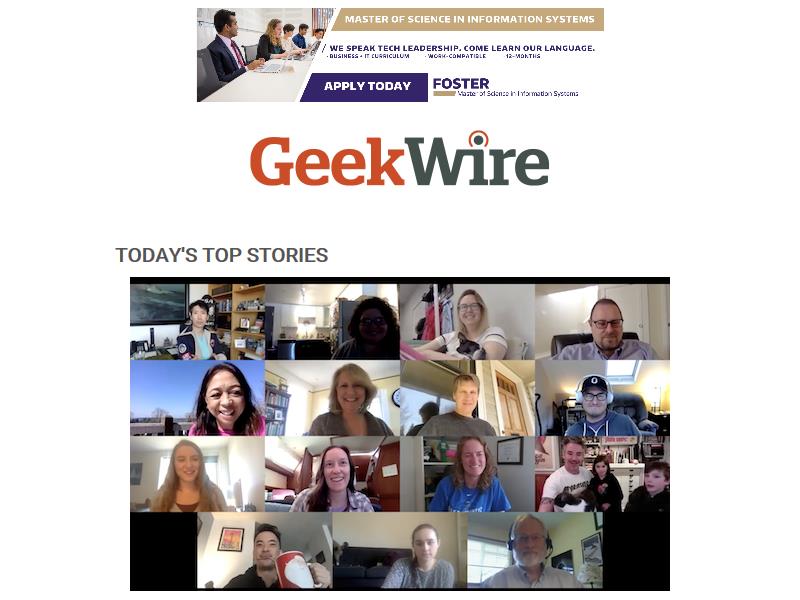 MASTER OF SCIENCE IN INFORMATION SYSTEMS
WE SPEAK TECH LEADERSHIP. COME LEARN OUR LANGUAGE.
· BUSINESS + IT CURRICULUM · WORK-COMPATIBLE · 12-MONTHS
APPLY TODAY
FOSTER
Master of Science in Information Systems
GeekWire
TODAY'S TOP STORIES